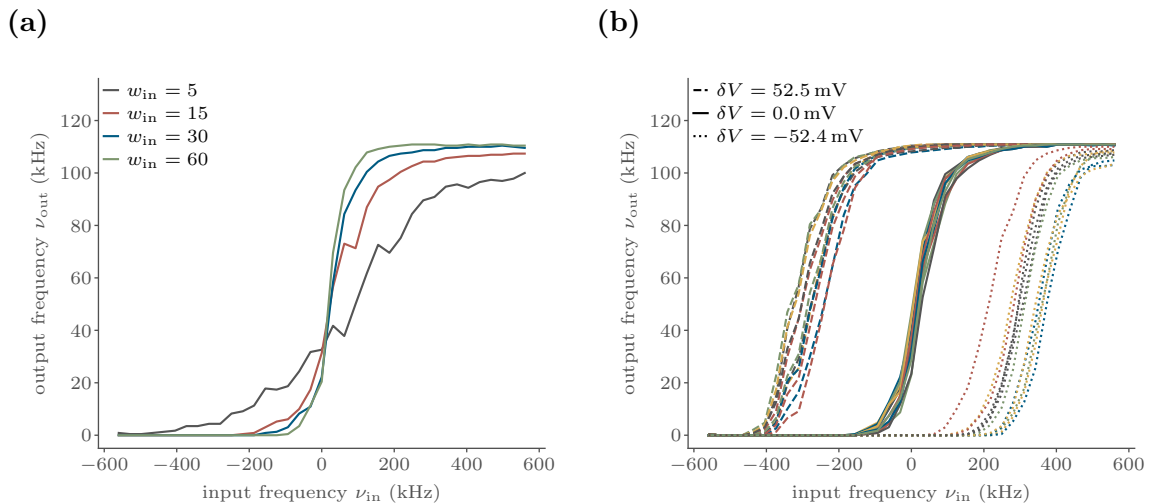 (a)
w_in = 5
w_in = 15
w_in = 30
w_in = 60
output frequency ν_out (kHz)
120
100
80
60
40
20
0
−600 −400 −200 0 200 400 600
input frequency ν_in (kHz)
(b)
δV = 52.5 mV
δV = 0.0 mV
δV = −52.4 mV
output frequency ν_out (kHz)
120
100
80
60
40
20
0
−600 −400 −200 0 200 400 600
input frequency ν_in (kHz)